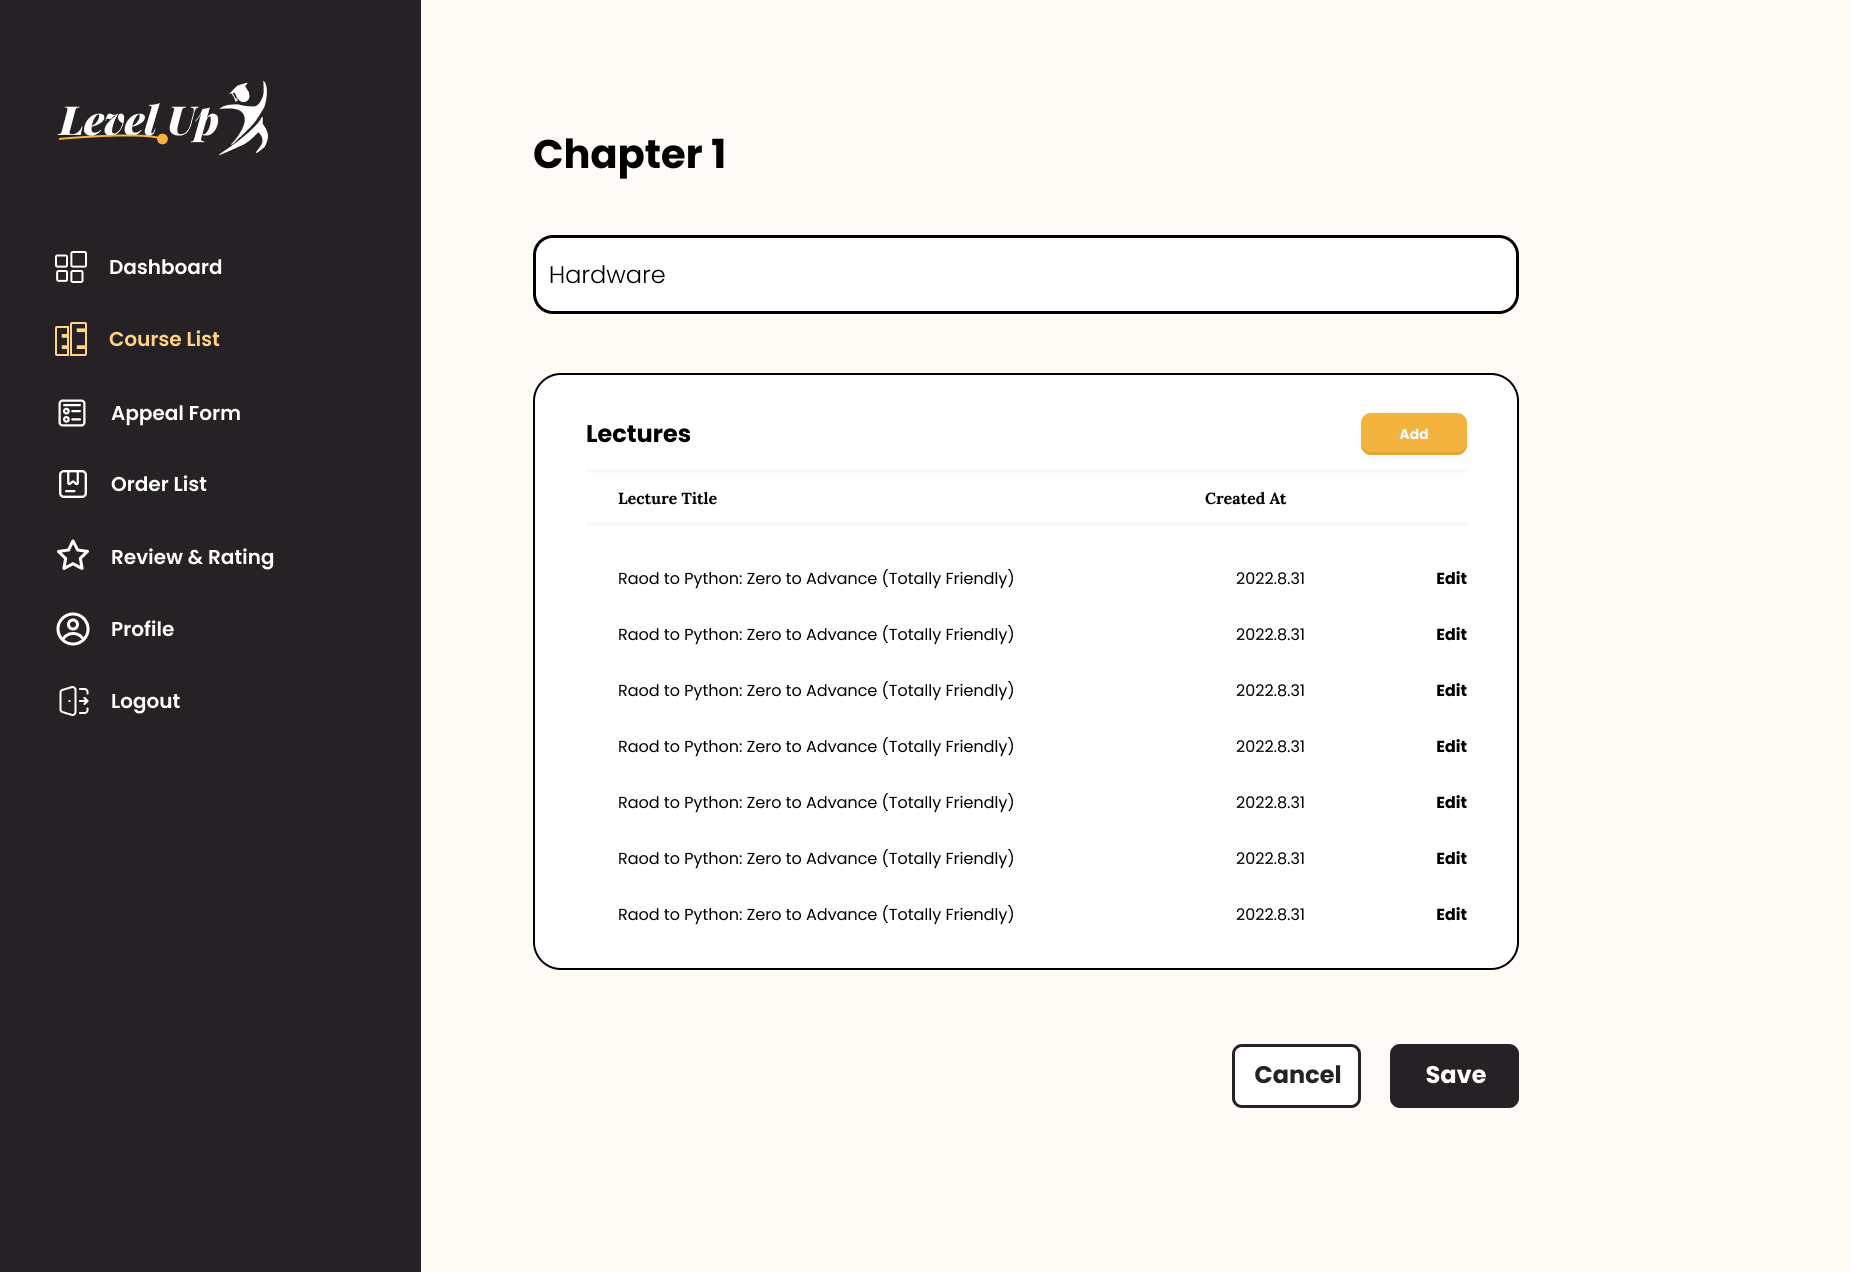 Level Up
Dashboard
Course List
Appeal Form
Order List
Review & Rating
Profile
Logout
Chapter 1
Hardware
Lectures
Add
Lecture Title Created At
Raod to Python: Zero to Advance (Totally Friendly) 2022.8.31 Edit
Raod to Python: Zero to Advance (Totally Friendly) 2022.8.31 Edit
Raod to Python: Zero to Advance (Totally Friendly) 2022.8.31 Edit
Raod to Python: Zero to Advance (Totally Friendly) 2022.8.31 Edit
Raod to Python: Zero to Advance (Totally Friendly) 2022.8.31 Edit
Raod to Python: Zero to Advance (Totally Friendly) 2022.8.31 Edit
Raod to Python: Zero to Advance (Totally Friendly) 2022.8.31 Edit
Cancel Save